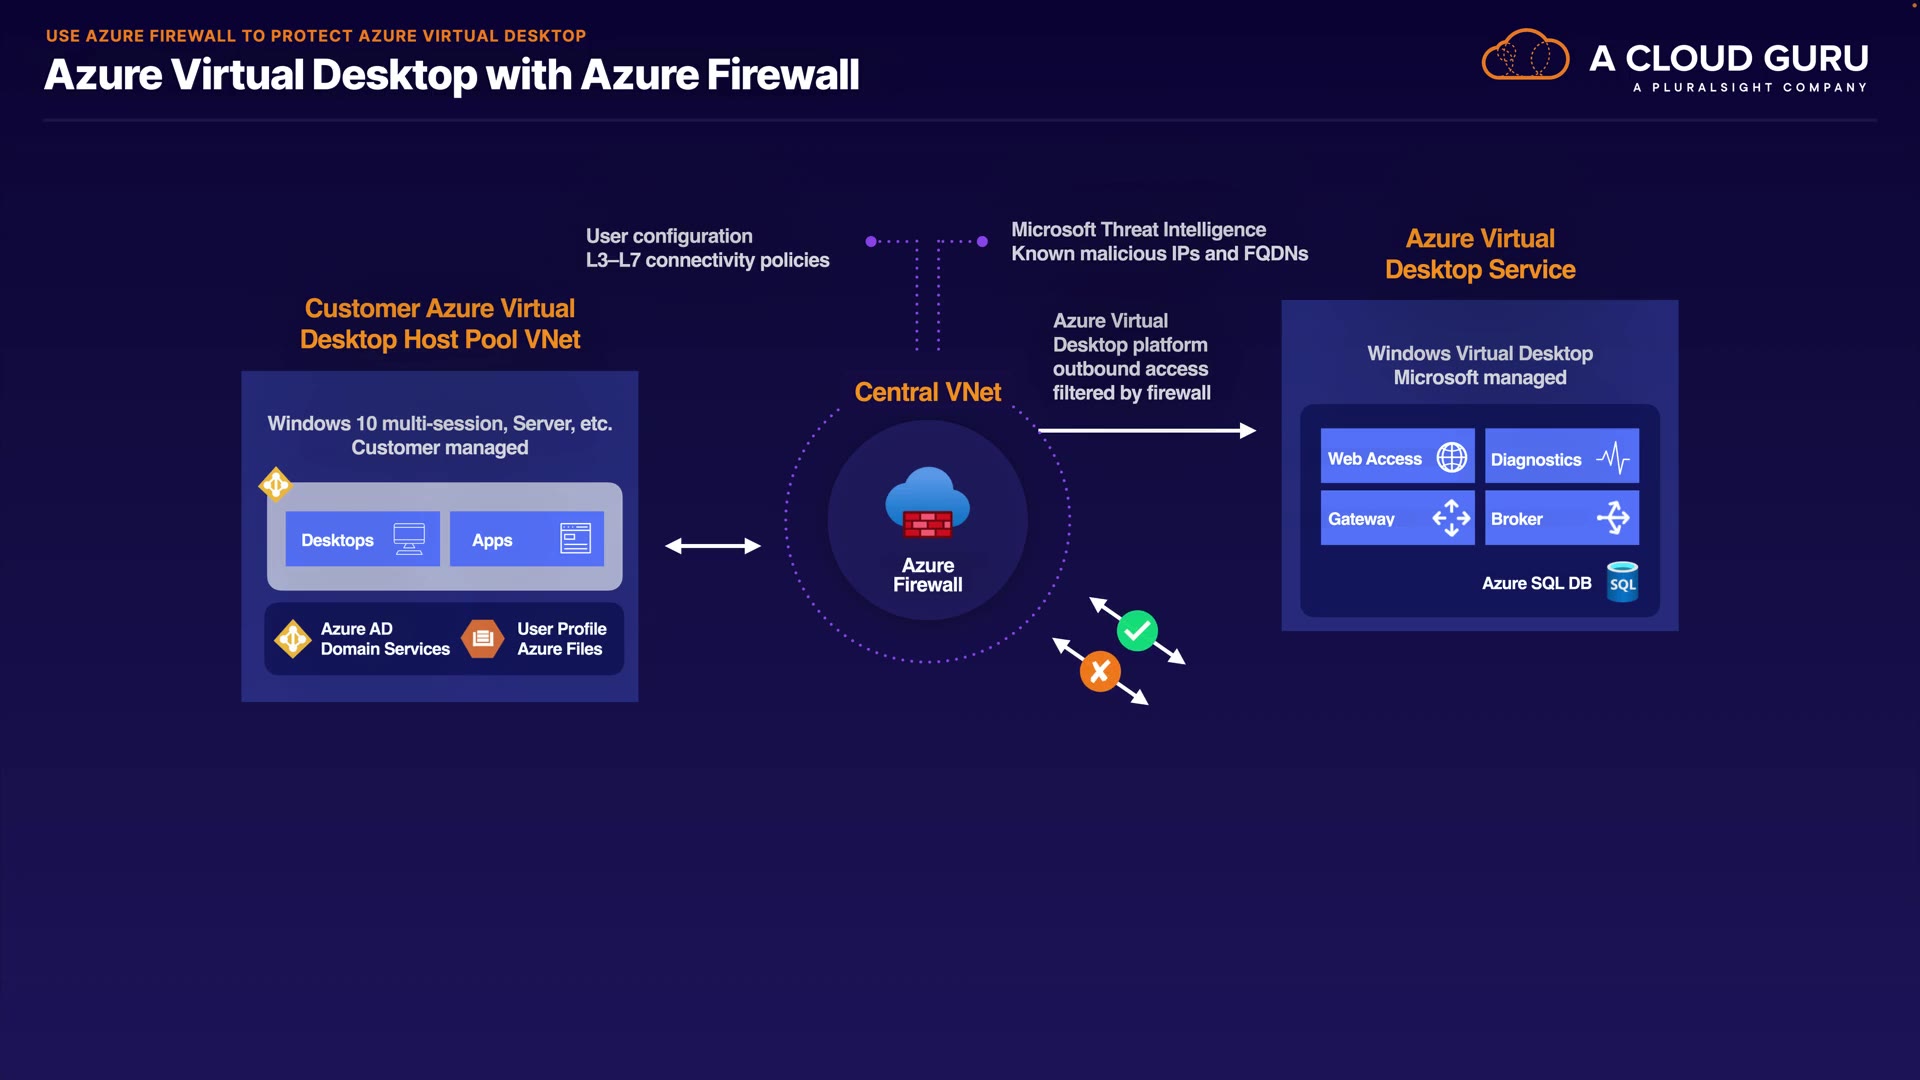 USE AZURE FIREWALL TO PROTECT AZURE VIRTUAL DESKTOP
Azure Virtual Desktop with Azure Firewall
A CLOUD GURU
A PLURALSIGHT COMPANY
User configuration
L3–L7 connectivity policies
Microsoft Threat Intelligence
Known malicious IPs and FQDNs
Customer Azure Virtual
Desktop Host Pool VNet
Windows 10 multi-session, Server, etc.
Customer managed
Desktops
Apps
Azure AD
Domain Services
User Profile
Azure Files
Central VNet
Azure
Firewall
Azure Virtual
Desktop platform
outbound access
filtered by firewall
Azure Virtual
Desktop Service
Windows Virtual Desktop
Microsoft managed
Web Access
Diagnostics
Gateway
Broker
Azure SQL DB
SQL